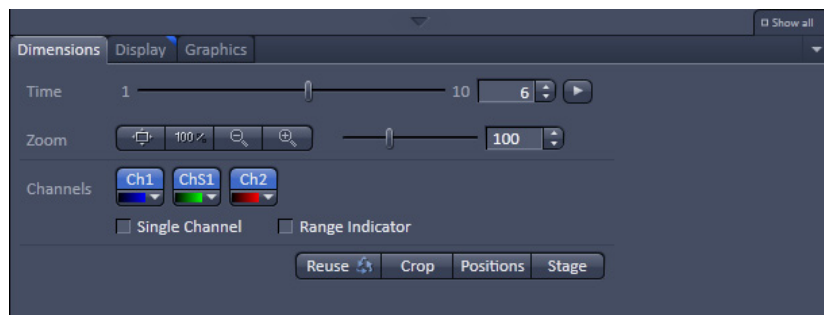 Show all
Dimensions Display Graphics
Time 1 10 6
Zoom 100% 100
Channels Ch1 ChS1 Ch2
Single Channel Range Indicator
Reuse Crop Positions Stage